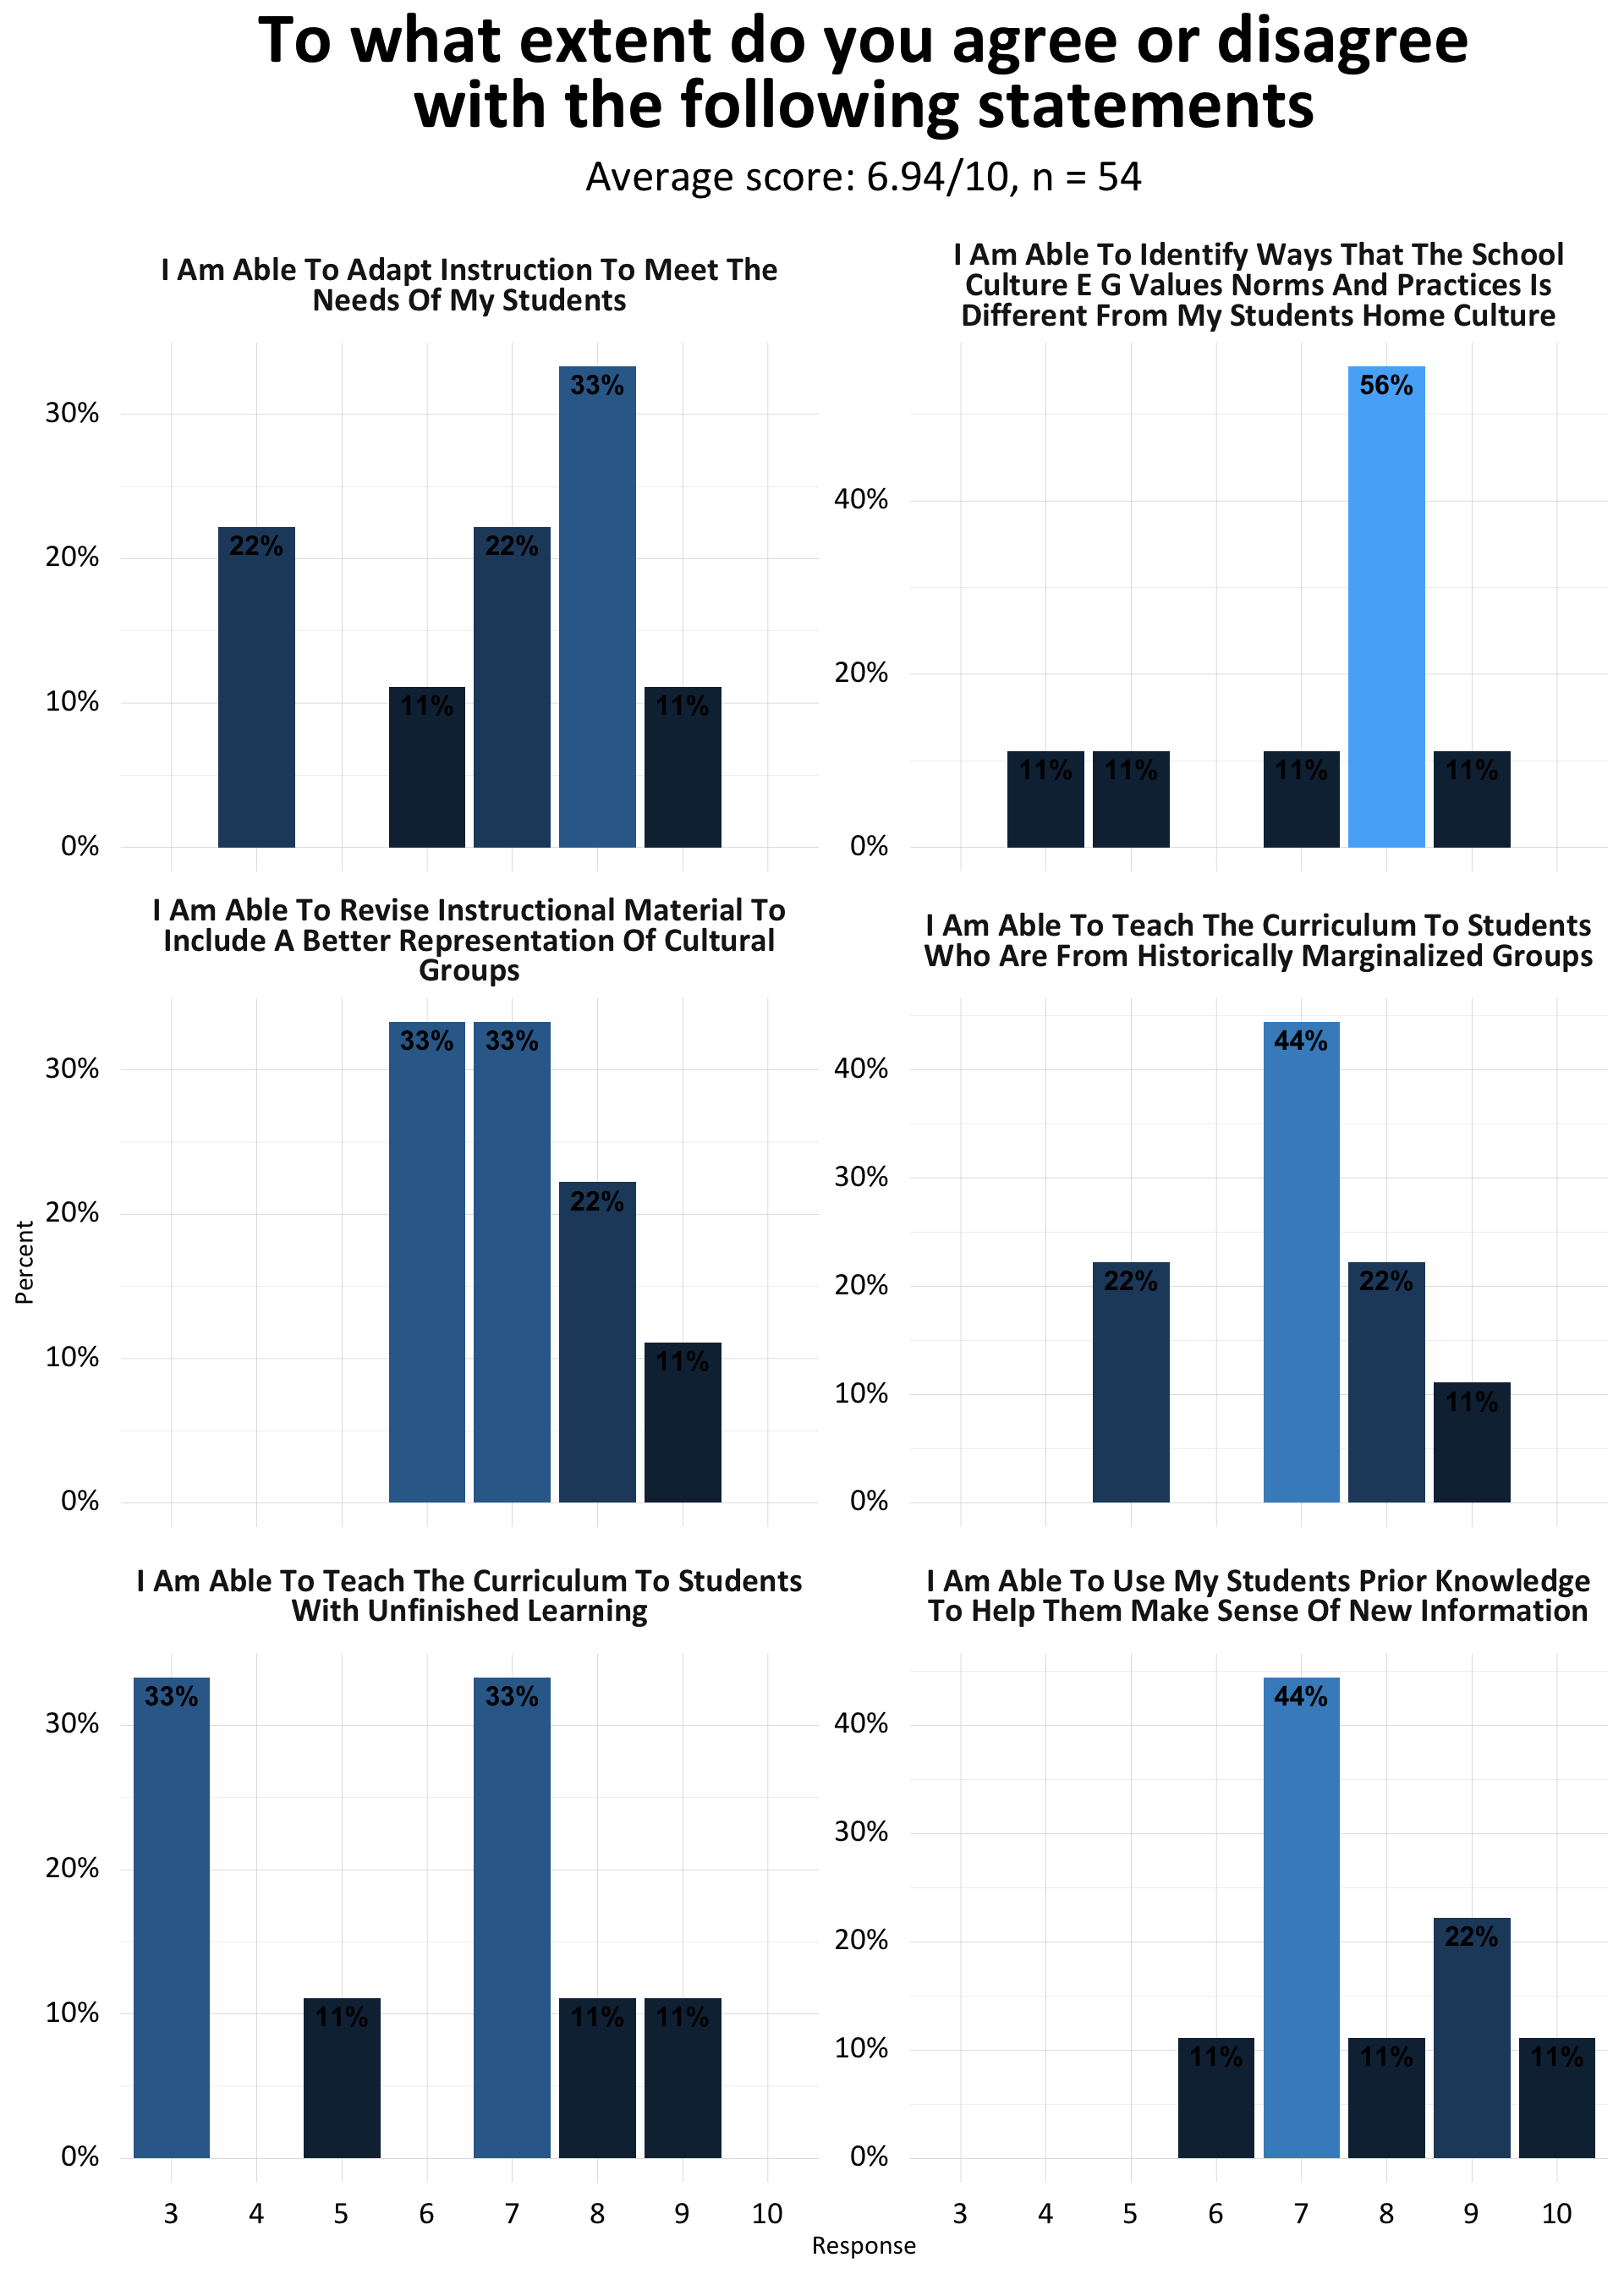 To what extent do you agree or disagree
with the following statements
Average score: 6.94/10, n = 54
I Am Able To Adapt Instruction To Meet The
Needs Of My Students
30%
20%
10%
0%
22%
11%
22%
33%
11%
I Am Able To Identify Ways That The School
Culture E G Values Norms And Practices Is
Different From My Students Home Culture
40%
20%
0%
11%
11%
11%
56%
11%
I Am Able To Revise Instructional Material To
Include A Better Representation Of Cultural
Groups
30%
20%
10%
0%
33%
33%
22%
11%
I Am Able To Teach The Curriculum To Students
Who Are From Historically Marginalized Groups
40%
30%
20%
10%
0%
22%
44%
22%
11%
Percent
I Am Able To Teach The Curriculum To Students
With Unfinished Learning
30%
20%
10%
0%
33%
11%
33%
11%
11%
3 4 5 6 7 8 9 10
I Am Able To Use My Students Prior Knowledge
To Help Them Make Sense Of New Information
40%
30%
20%
10%
0%
11%
44%
11%
22%
11%
3 4 5 6 7 8 9 10
Response